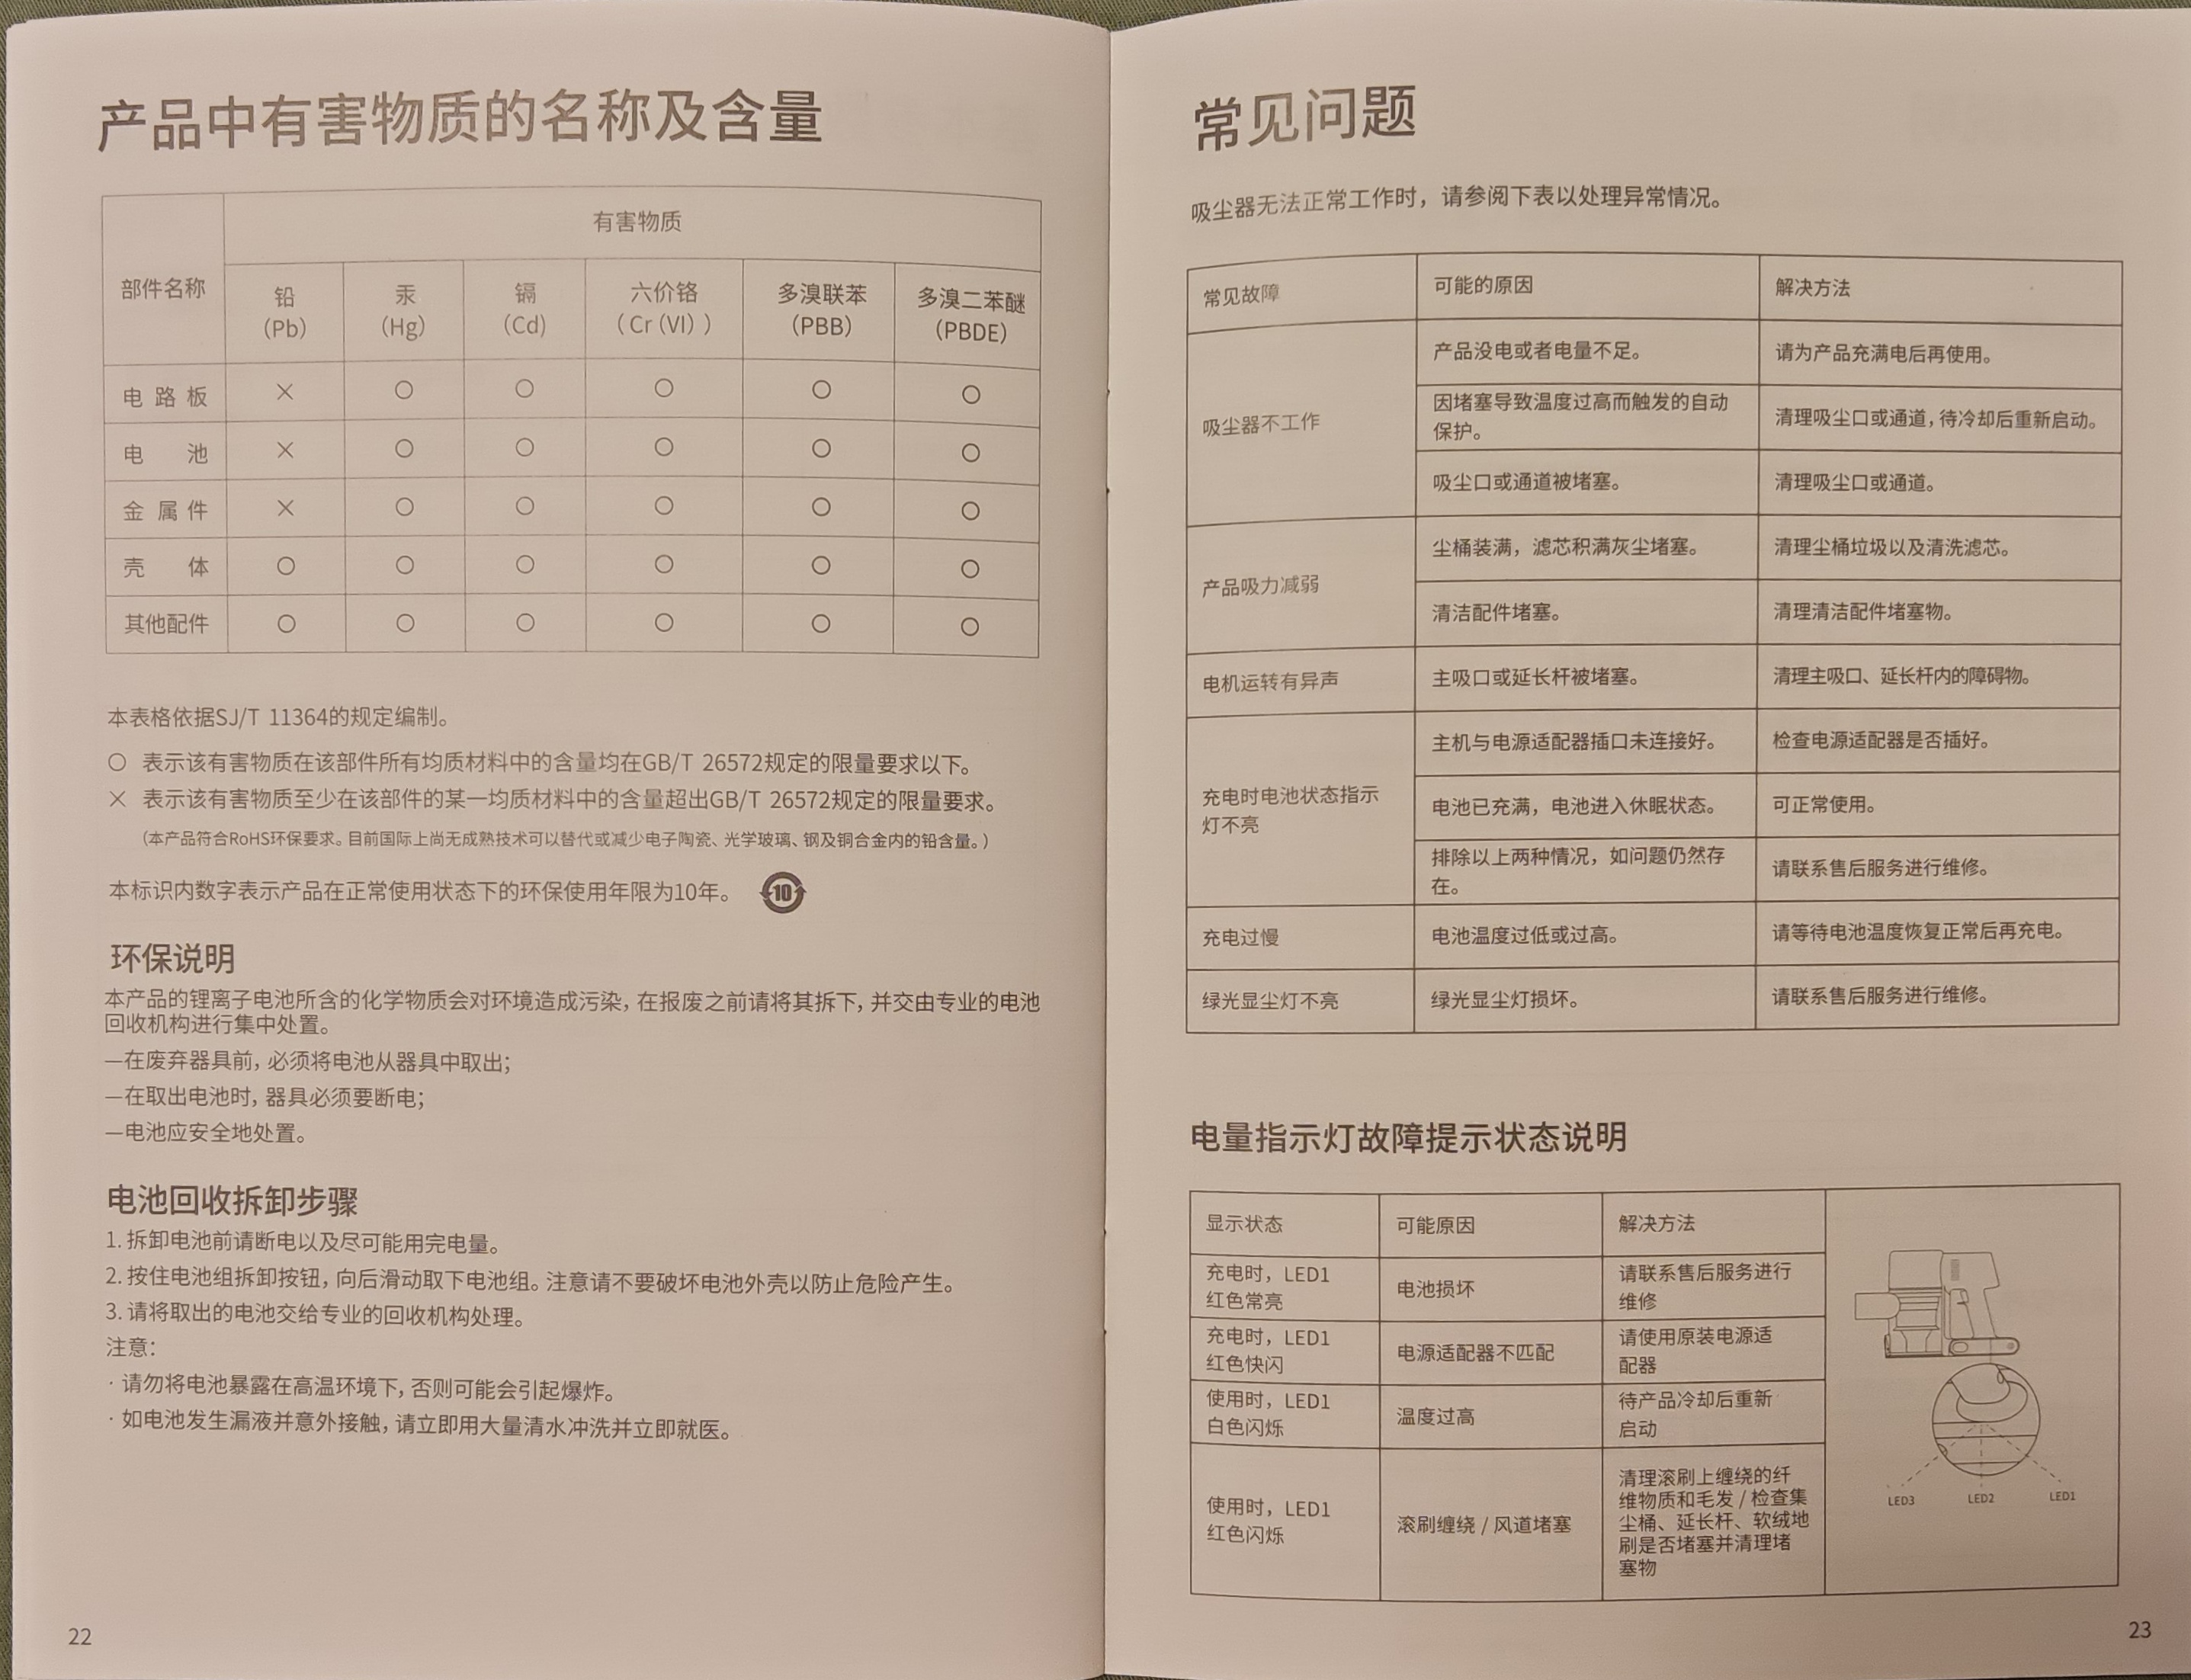 产品中有害物质的名称及含量
部件名称 有害物质
铅 (Pb) 汞 (Hg) 镉 (Cd) 六价铬 (Cr (VI)) 多溴联苯 (PBB) 多溴二苯醚 (PBDE)
电路板 × ○ ○ ○ ○ ○
电池 × ○ ○ ○ ○ ○
金属件 × ○ ○ ○ ○ ○
壳体 ○ ○ ○ ○ ○ ○
其他配件 ○ ○ ○ ○ ○ ○
本表格依据SJ/T 11364的规定编制。
○ 表示该有害物质在该部件所有均质材料中的含量均在GB/T 26572规定的限量要求以下。
× 表示该有害物质至少在该部件的某一均质材料中的含量超出GB/T 26572规定的限量要求。
（本产品符合RoHS环保要求。目前国际上尚无成熟技术可以替代或减少电子陶瓷、光学玻璃、钢及铜合金内的铅含量。）
本标识内数字表示产品在正常使用状态下的环保使用年限为10年。 10
环保说明
本产品的锂离子电池所含的化学物质会对环境造成污染，在报废之前请将其拆下，并交由专业的电池
回收机构进行集中处置。
—在废弃器具前，必须将电池从器具中取出；
—在取出电池时，器具必须要断电；
—电池应安全地处置。
电池回收拆卸步骤
1. 拆卸电池前请断电以及尽可能用完电量。
2. 按住电池组拆卸按钮，向后滑动取下电池组。注意请不要破坏电池外壳以防止危险产生。
3. 请将取出的电池交给专业的回收机构处理。
注意：
· 请勿将电池暴露在高温环境下，否则可能会引起爆炸。
· 如电池发生漏液并意外接触，请立即用大量清水冲洗并立即就医。
22
常见问题
吸尘器无法正常工作时，请参阅下表以处理异常情况。
常见故障 可能的原因 解决方法
吸尘器不工作
产品没电或者电量不足。 请为产品充满电后再使用。
因堵塞导致温度过高而触发的自动
保护。
清理吸尘口或通道，待冷却后重新启动。
吸尘口或通道被堵塞。 清理吸尘口或通道。
产品吸力减弱
尘桶装满，滤芯积满灰尘堵塞。 清理尘桶垃圾以及清洗滤芯。
清洁配件堵塞。 清理清洁配件堵塞物。
电机运转有异声 主吸口或延长杆被堵塞。 清理主吸口、延长杆内的障碍物。
充电时电池状态指示
灯不亮
主机与电源适配器插口未连接好。 检查电源适配器是否插好。
电池已充满，电池进入休眠状态。 可正常使用。
排除以上两种情况，如问题仍然存
在。
请联系售后服务进行维修。
充电过慢 电池温度过低或过高。 请等待电池温度恢复正常后再充电。
绿光显尘灯不亮 绿光显尘灯损坏。 请联系售后服务进行维修。
电量指示灯故障提示状态说明
显示状态 可能原因 解决方法
充电时，LED1
红色常亮
电池损坏
请联系售后服务进行
维修
充电时，LED1
红色快闪
电源适配器不匹配
请使用原装电源适
配器
使用时，LED1
白色闪烁
温度过高
待产品冷却后重新
启动
使用时，LED1
红色闪烁
滚刷缠绕 / 风道堵塞
清理滚刷上缠绕的纤
维物质和毛发 / 检查集
尘桶、延长杆、软绒地
刷是否堵塞并清理堵
塞物
LED3 LED2 LED1
23